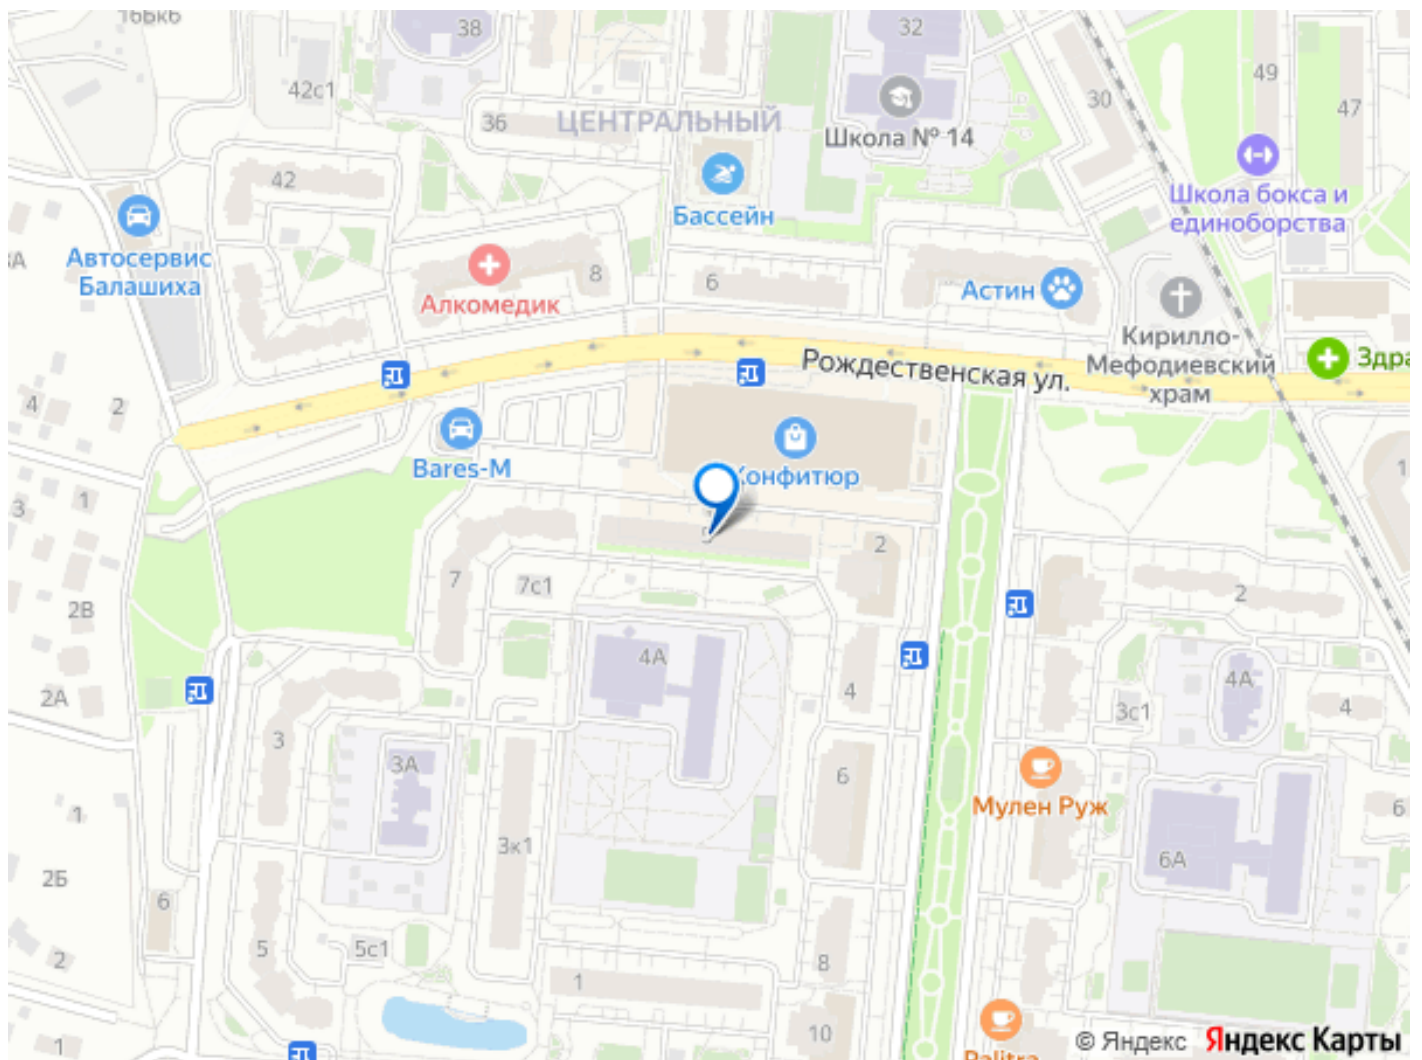 16Бк6
38
32
42с1
36
ЦЕНТРАЛЬНЫЙ
Школа № 14
30
49
47
Школа бокса и
единоборства
42
Бассейн
Автосервис
Балашиха
Алкомедик
8
6
Астин
Кирилло-
Мефодиевский
храм
Рождественская ул.
4
2
Bares-M
Конфитюр
3
1
7
7с1
2
2В
2
4А
4А
2А
4
3с1
4
3
3А
6
Мулен Руж
1
3к1
6А
6
2Б
6
5
5с1
8
2
1
10
1
Palitra
© Яндекс Яндекс Карты